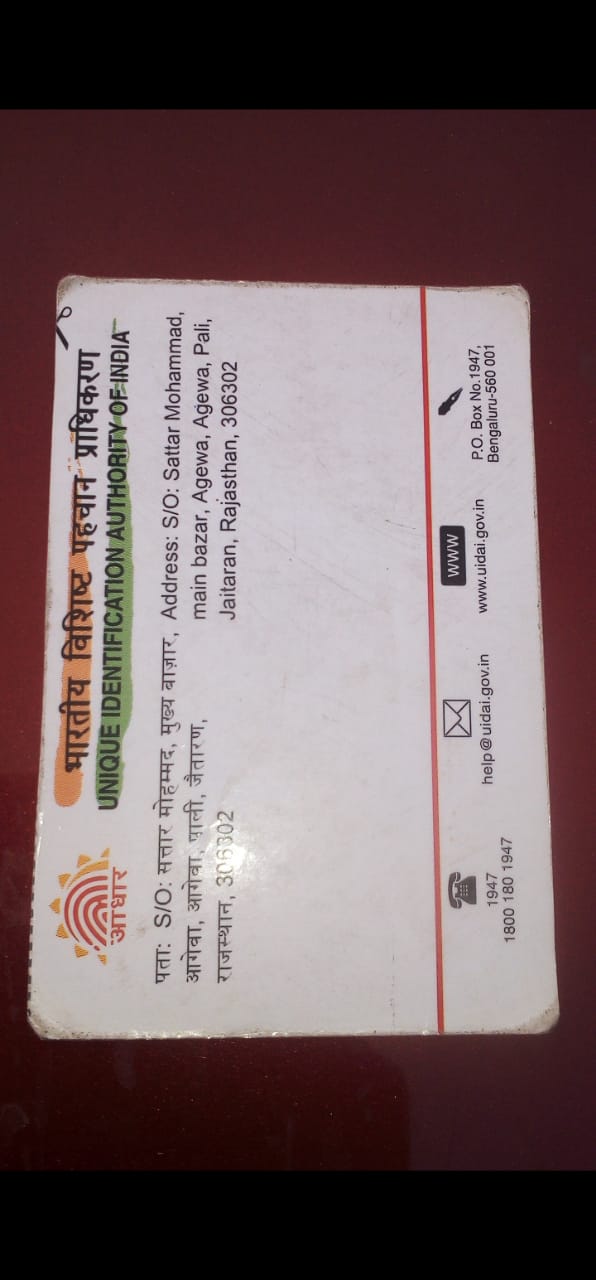 भारतीय विशिष्ट पहचान प्राधिकरण
UNIQUE IDENTIFICATION AUTHORITY OF INDIA
आधार
पता: S/O: सत्तार मोहम्मद, मुख्य बाज़ार,
आगेवा, आगेवा, पाली, जैतारण,
राजस्थान, 306302
Address: S/O: Sattar Mohammad,
main bazar, Agewa, Agewa, Pali,
Jaitaran, Rajasthan, 306302
1947
1800 180 1947
help@uidai.gov.in
WWW
www.uidai.gov.in
P.O. Box No.1947,
Bengaluru-560 001